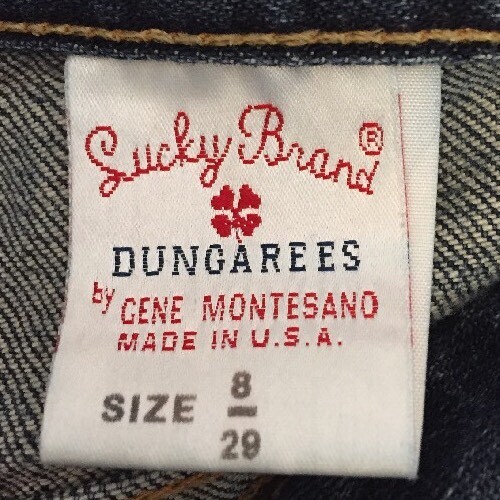 Lucky Brand®
DUNGAREES
by GENE MONTESANO
MADE IN U.S.A.
SIZE 8/29